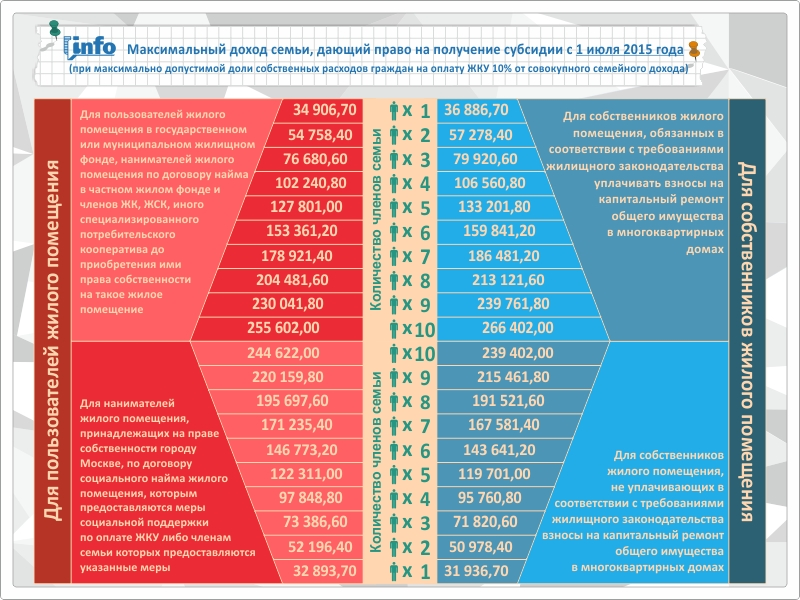 info
Максимальный доход семьи, дающий право на получение субсидии с 1 июля 2015 года
(при максимально допустимой доли собственных расходов граждан на оплату ЖКУ 10% от совокупного семейного дохода)
Для пользователей жилого помещения
Для пользователей жилого
помещения в государственном
или муниципальном жилищном
фонде, нанимателей жилого
помещения по договору найма
в частном жилом фонде и
членов ЖК, ЖСК, иного
специализированного
потребительского
кооператива до
приобретения ими
права собственности
на такое жилое
помещение
Количество членов семьи
34 906,70 x 1 36 886,70
54 758,40 x 2 57 278,40
76 680,60 x 3 79 920,60
102 240,80 x 4 106 560,80
127 801,00 x 5 133 201,80
153 361,20 x 6 159 841,20
178 921,40 x 7 186 481,20
204 481,60 x 8 213 121,60
230 041,80 x 9 239 761,80
255 602,00 x 10 266 402,00
Для собственников жилого
помещения, обязанных в
соответствии с требованиями
жилищного законодательства
уплачивать взносы на
капитальный ремонт
общего имущества
в многоквартирных
домах
Для собственников жилого помещения
Для нанимателей
жилого помещения,
принадлежащих на праве
собственности городу
Москве, по договору
социального найма жилого
помещения, которым
предоставляются меры
социальной поддержки
по оплате ЖКУ либо членам
семьи которых предоставляются
указанные меры
Количество членов семьи
244 622,00 x 10 239 402,00
220 159,80 x 9 215 461,80
195 697,60 x 8 191 521,60
171 235,40 x 7 167 581,40
146 773,20 x 6 143 641,20
122 311,00 x 5 119 701,00
97 848,80 x 4 95 760,80
73 386,60 x 3 71 820,60
52 196,40 x 2 50 978,40
32 893,70 x 1 31 936,70
Для собственников
жилого помещения,
не уплачивающих в
соответствии с требованиями
жилищного законодательства
взносы на капитальный ремонт
общего имущества
в многоквартирных домах